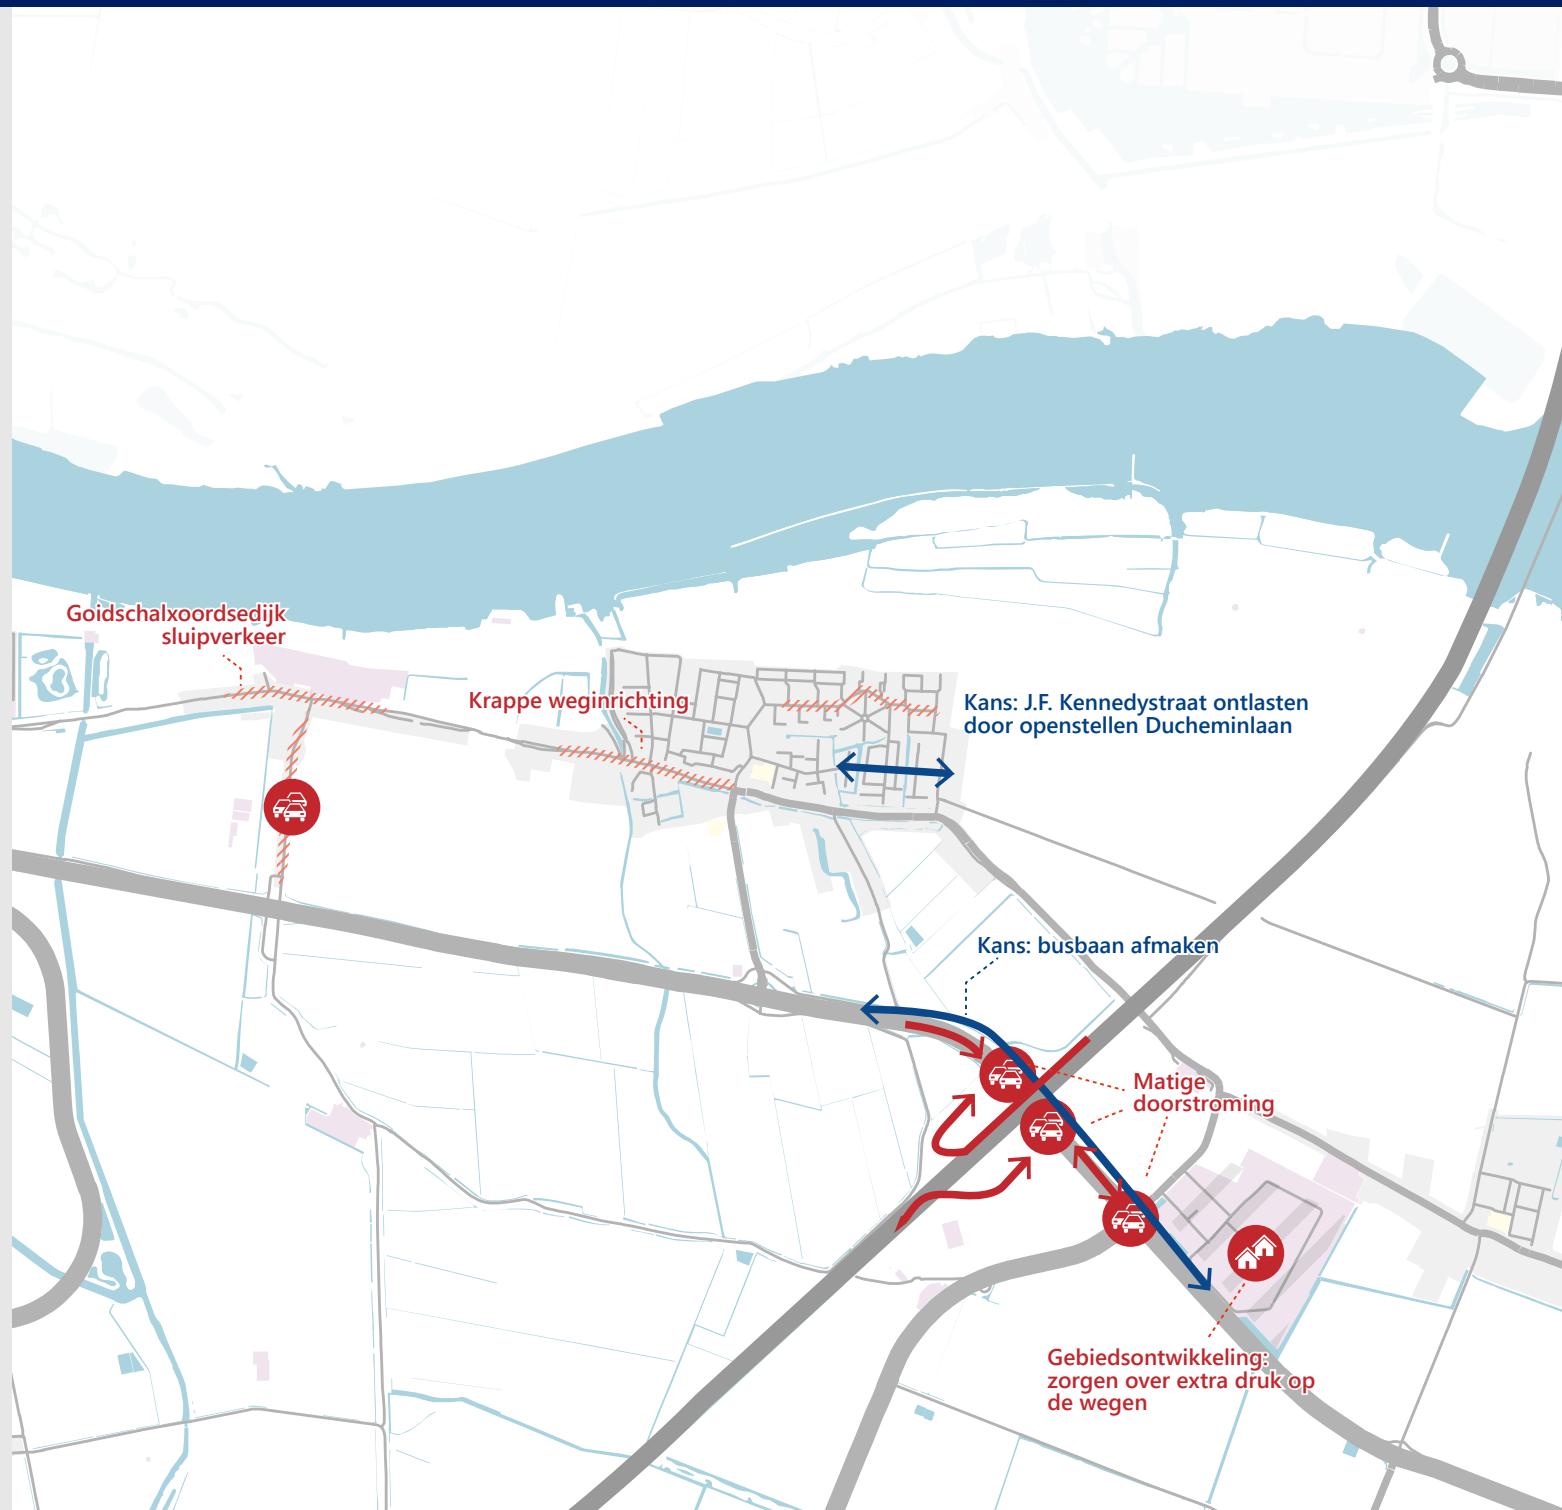 Goidschalxoordsedijk
sluipverkeer
Krappe weginrichting
Kans: J.F. Kennedystraat ontlasten
door openstellen Ducheminlaan
Kans: busbaan afmaken
Matige
doorstroming
Gebiedsontwikkeling:
zorgen over extra druk op
de wegen